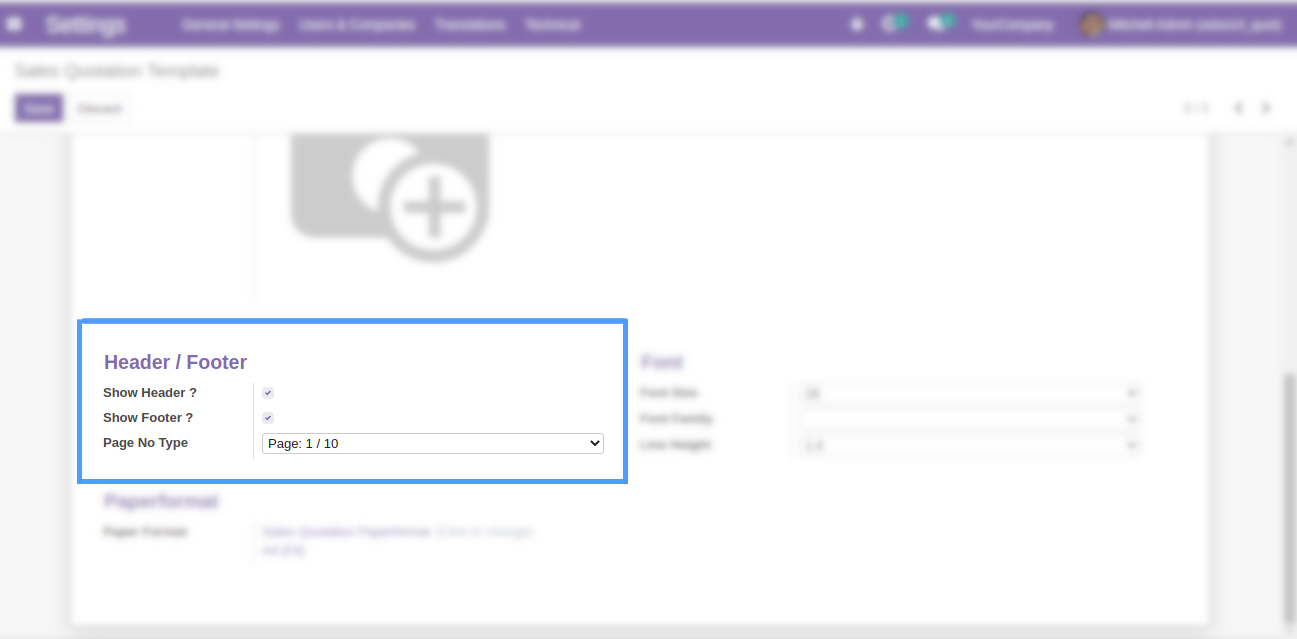 Settings
General Settings
Users & Companies
Translations
Technical
YourCompany
Mitchell Admin
Sales Quotation Template
Save
Discard
1 / 1
Header / Footer
Show Header ?
Show Footer ?
Page No Type
Page: 1 / 10
Font
Font Size
Font Family
Line Height
1.4
Paperformat
Paper Format
Sales Quotation Paperformat (Click to change)